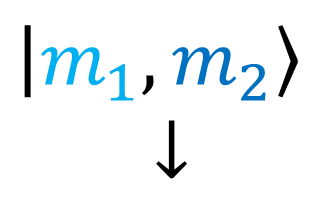 |m₁, m₂⟩
↓